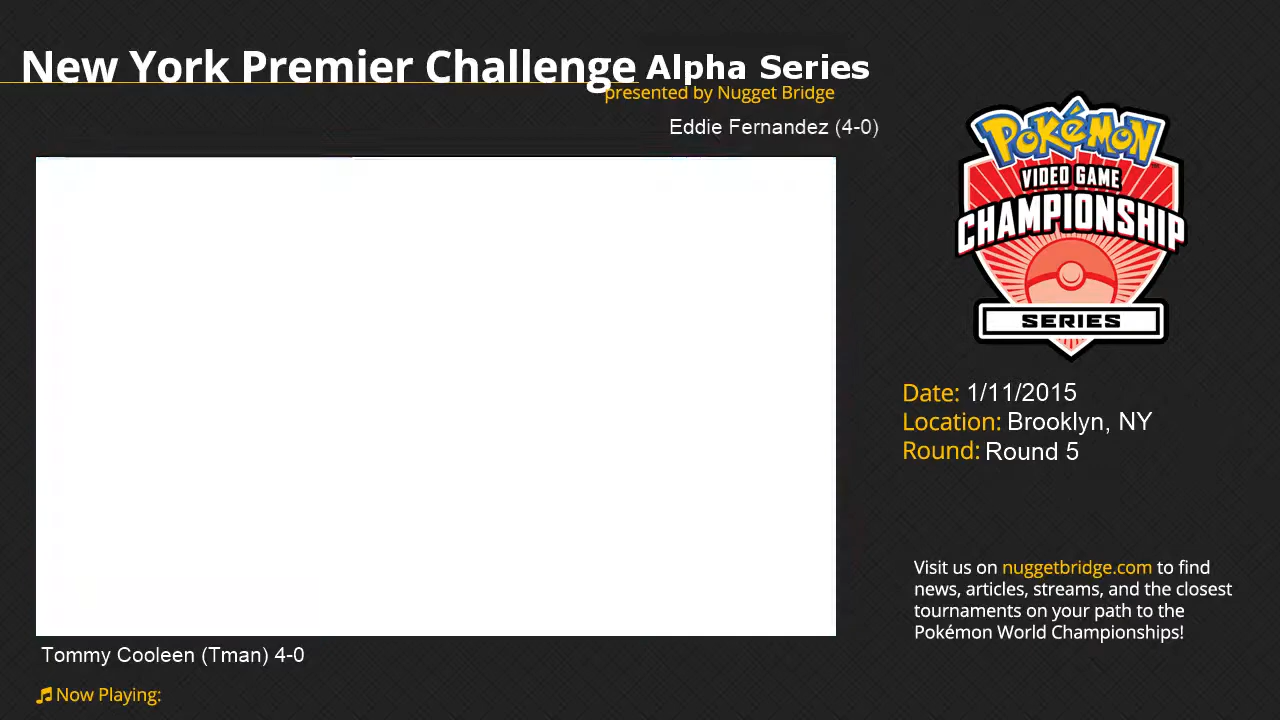 New York Premier Challenge Alpha Series
presented by Nugget Bridge
Eddie Fernandez (4-0)
Pokémon
TM
VIDEO GAME
CHAMPIONSHIP
SERIES
Date: 1/11/2015
Location: Brooklyn, NY
Round: Round 5
Visit us on nuggetbridge.com to find
news, articles, streams, and the closest
tournaments on your path to the
Pokémon World Championships!
Tommy Cooleen (Tman) 4-0
Now Playing: